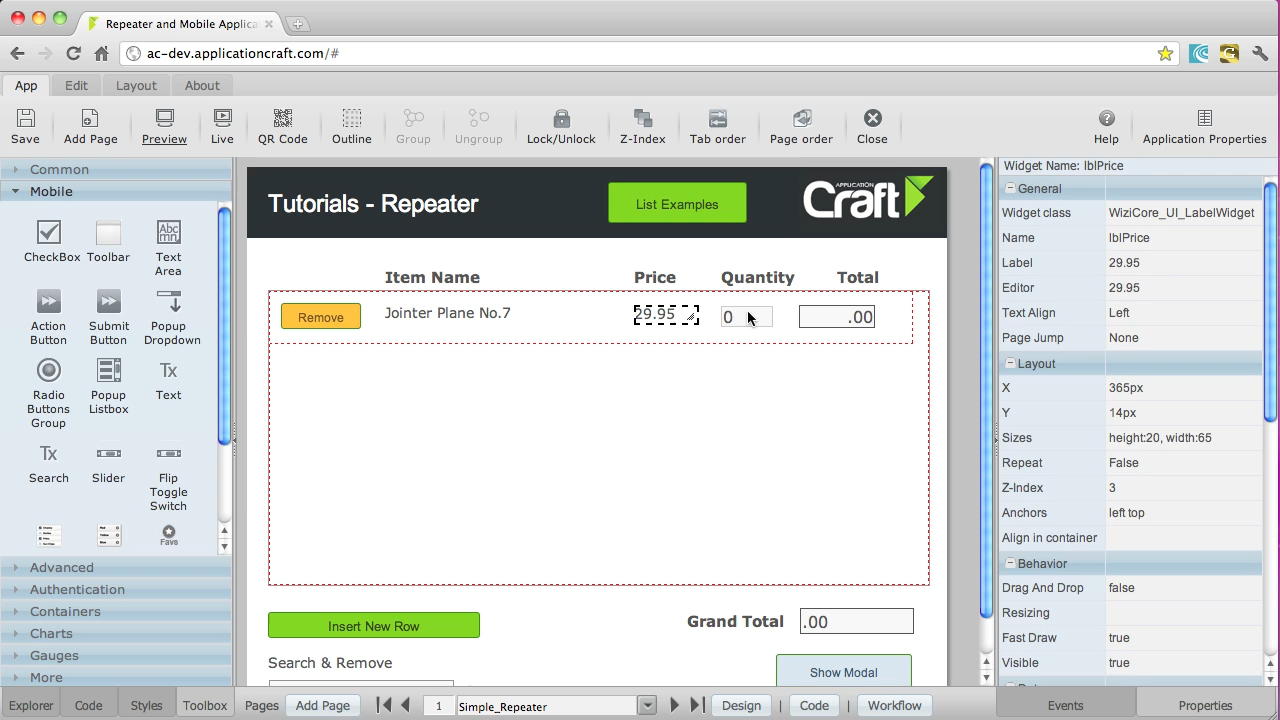 Repeater and Mobile Applica
ac-dev.applicationcraft.com/#
App Edit Layout About
Save Add Page Preview Live QR Code Outline Group Ungroup Lock/Unlock Z-Index Tab order Page order Close Help Application Properties
Common
Mobile
CheckBox Toolbar Text Area
Action Button Submit Button Popup Dropdown
Radio Buttons Group Popup Listbox Tx Text
Tx Search Slider Flip Toggle Switch
Favs
Advanced
Authentication
Containers
Charts
Gauges
More
Explorer Code Styles Toolbox
Tutorials - Repeater List Examples APPLICATION Craft
Item Name Price Quantity Total
Remove Jointer Plane No.7 29.95 0 .00
Insert New Row Grand Total .00
Search & Remove Show Modal
Pages Add Page 1 Simple_Repeater Design | Code | Workflow
Widget Name: lblPrice
General
Widget class WiziCore_UI_LabelWidget
Name lblPrice
Label 29.95
Editor 29.95
Text Align Left
Page Jump None
Layout
X 365px
Y 14px
Sizes height:20, width:65
Repeat False
Z-Index 3
Anchors left top
Align in container
Behavior
Drag And Drop false
Resizing
Fast Draw true
Visible true
Events Properties